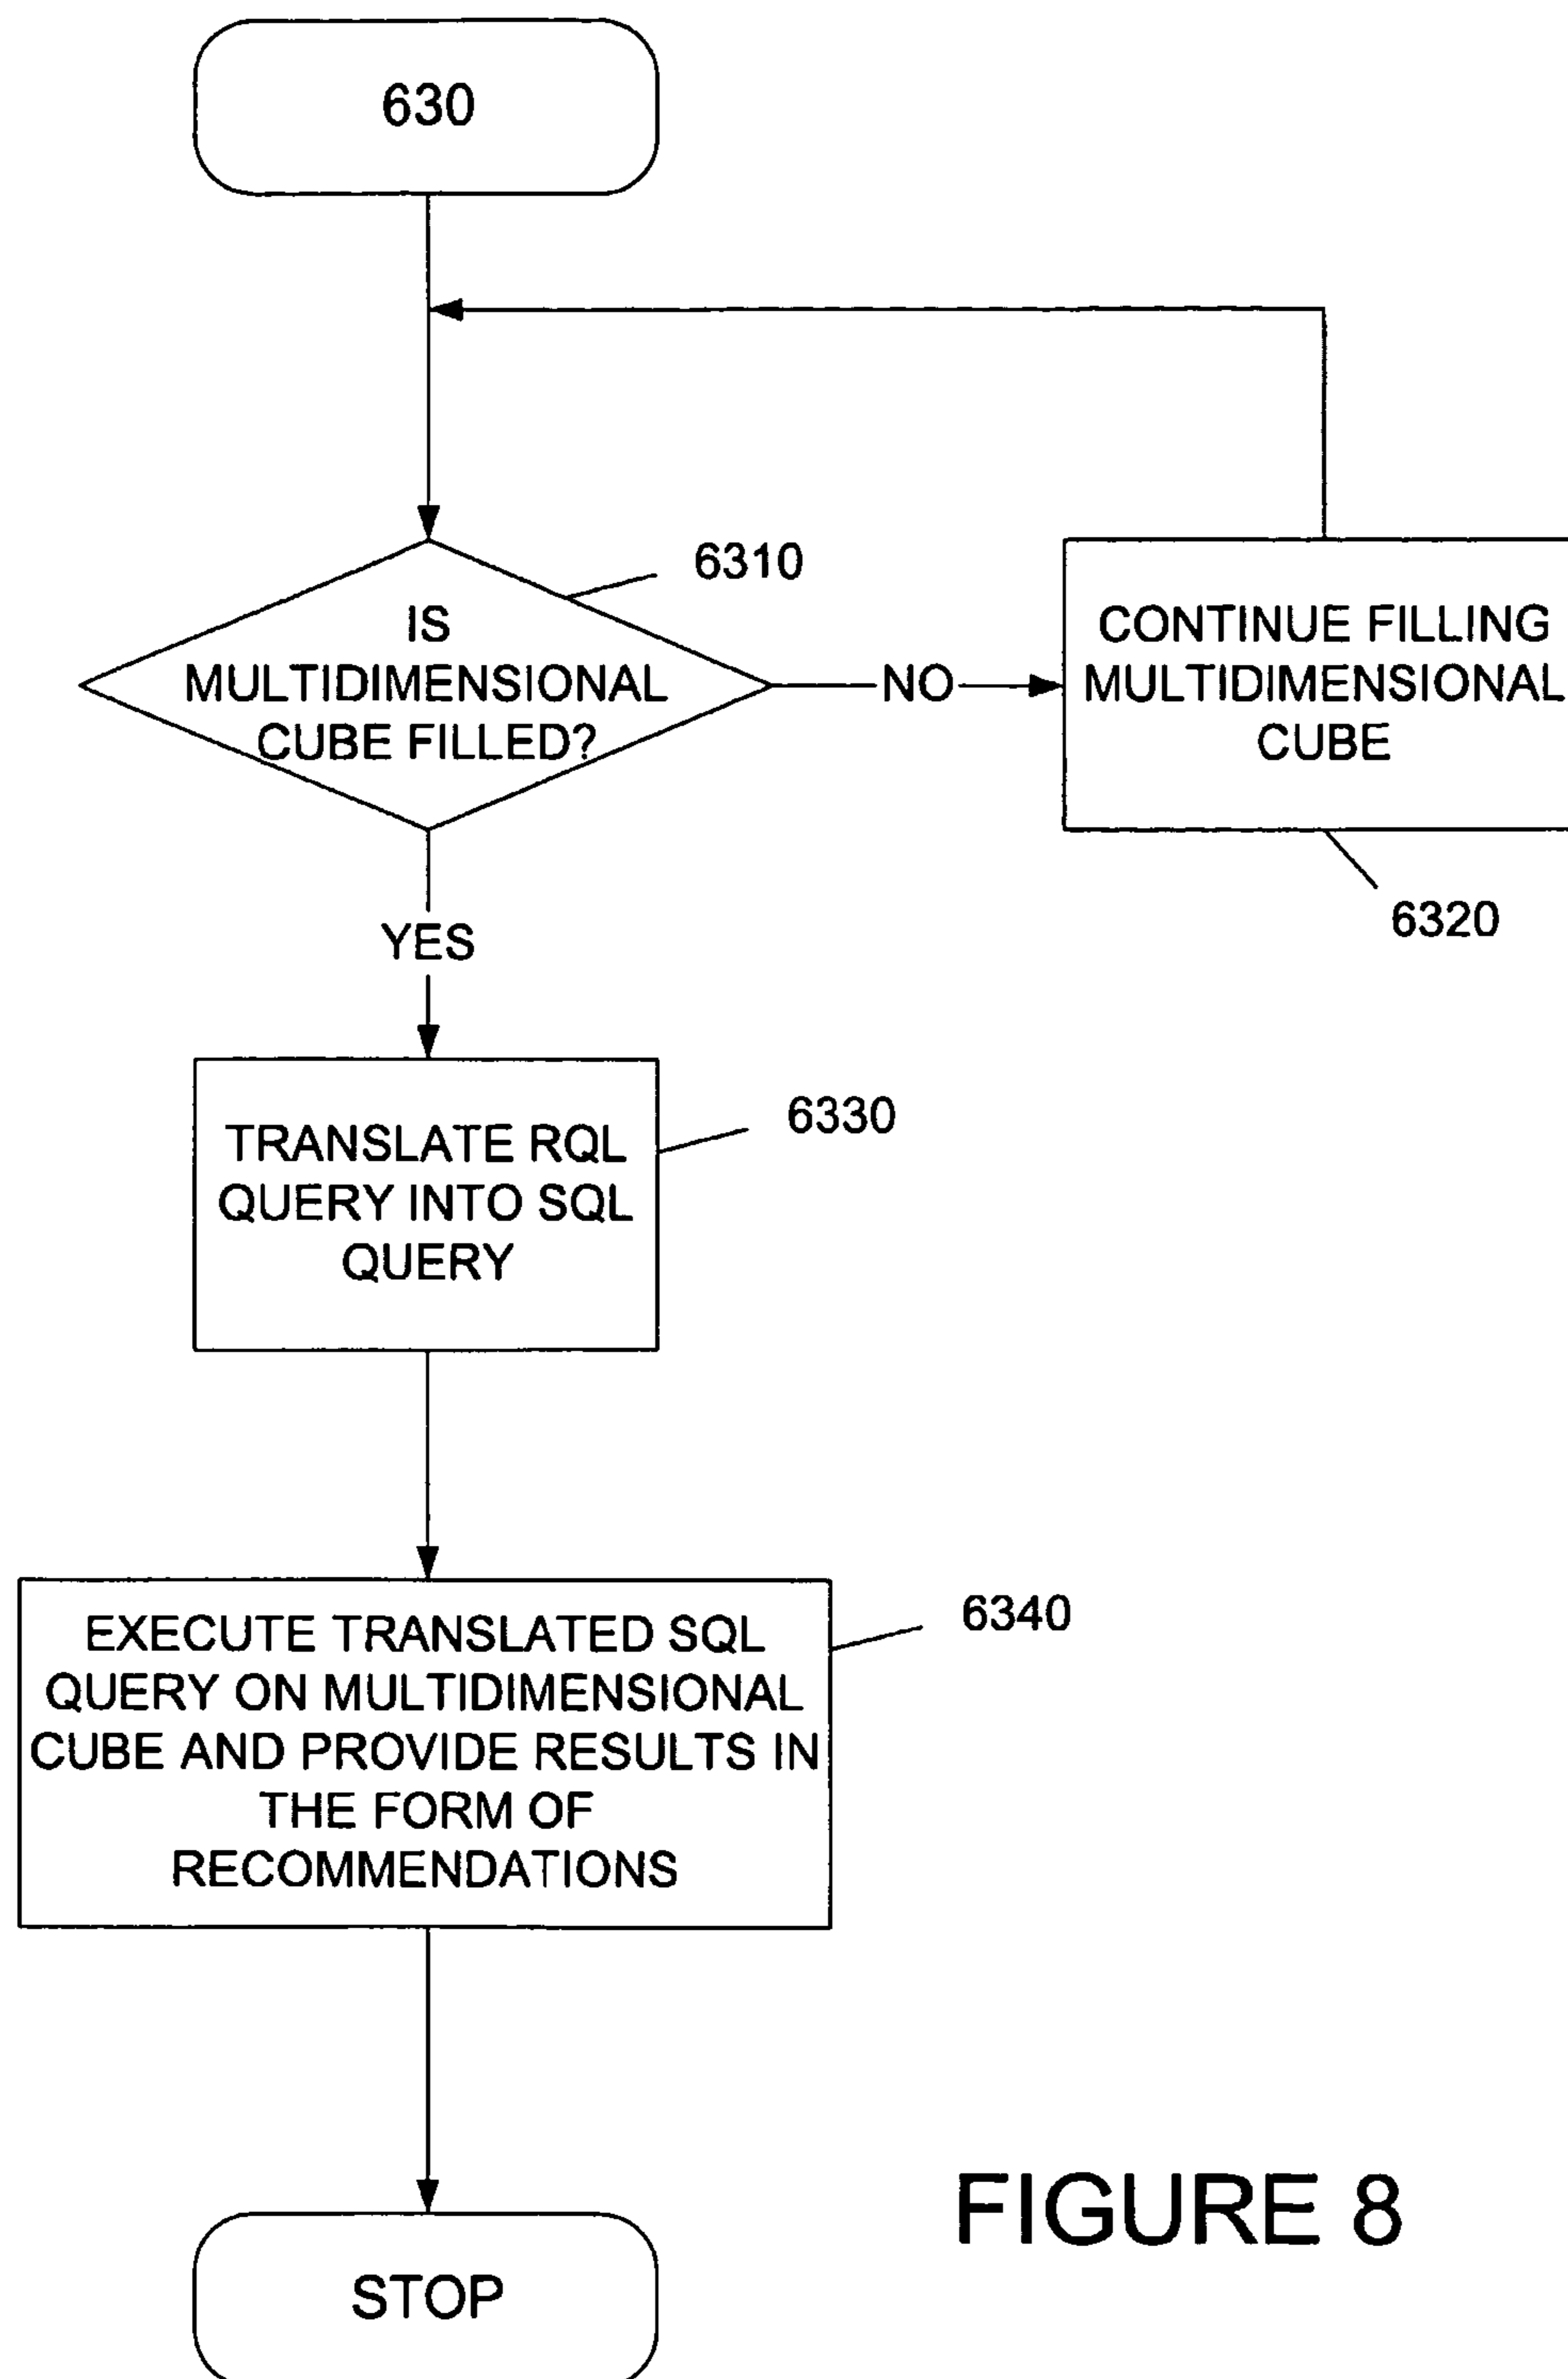 630
6310
IS
MULTIDIMENSIONAL
CUBE FILLED?
NO
CONTINUE FILLING
MULTIDIMENSIONAL
CUBE
6320
YES
6330
TRANSLATE RQL
QUERY INTO SQL
QUERY
6340
EXECUTE TRANSLATED SQL
QUERY ON MULTIDIMENSIONAL
CUBE AND PROVIDE RESULTS IN
THE FORM OF
RECOMMENDATIONS
FIGURE 8
STOP